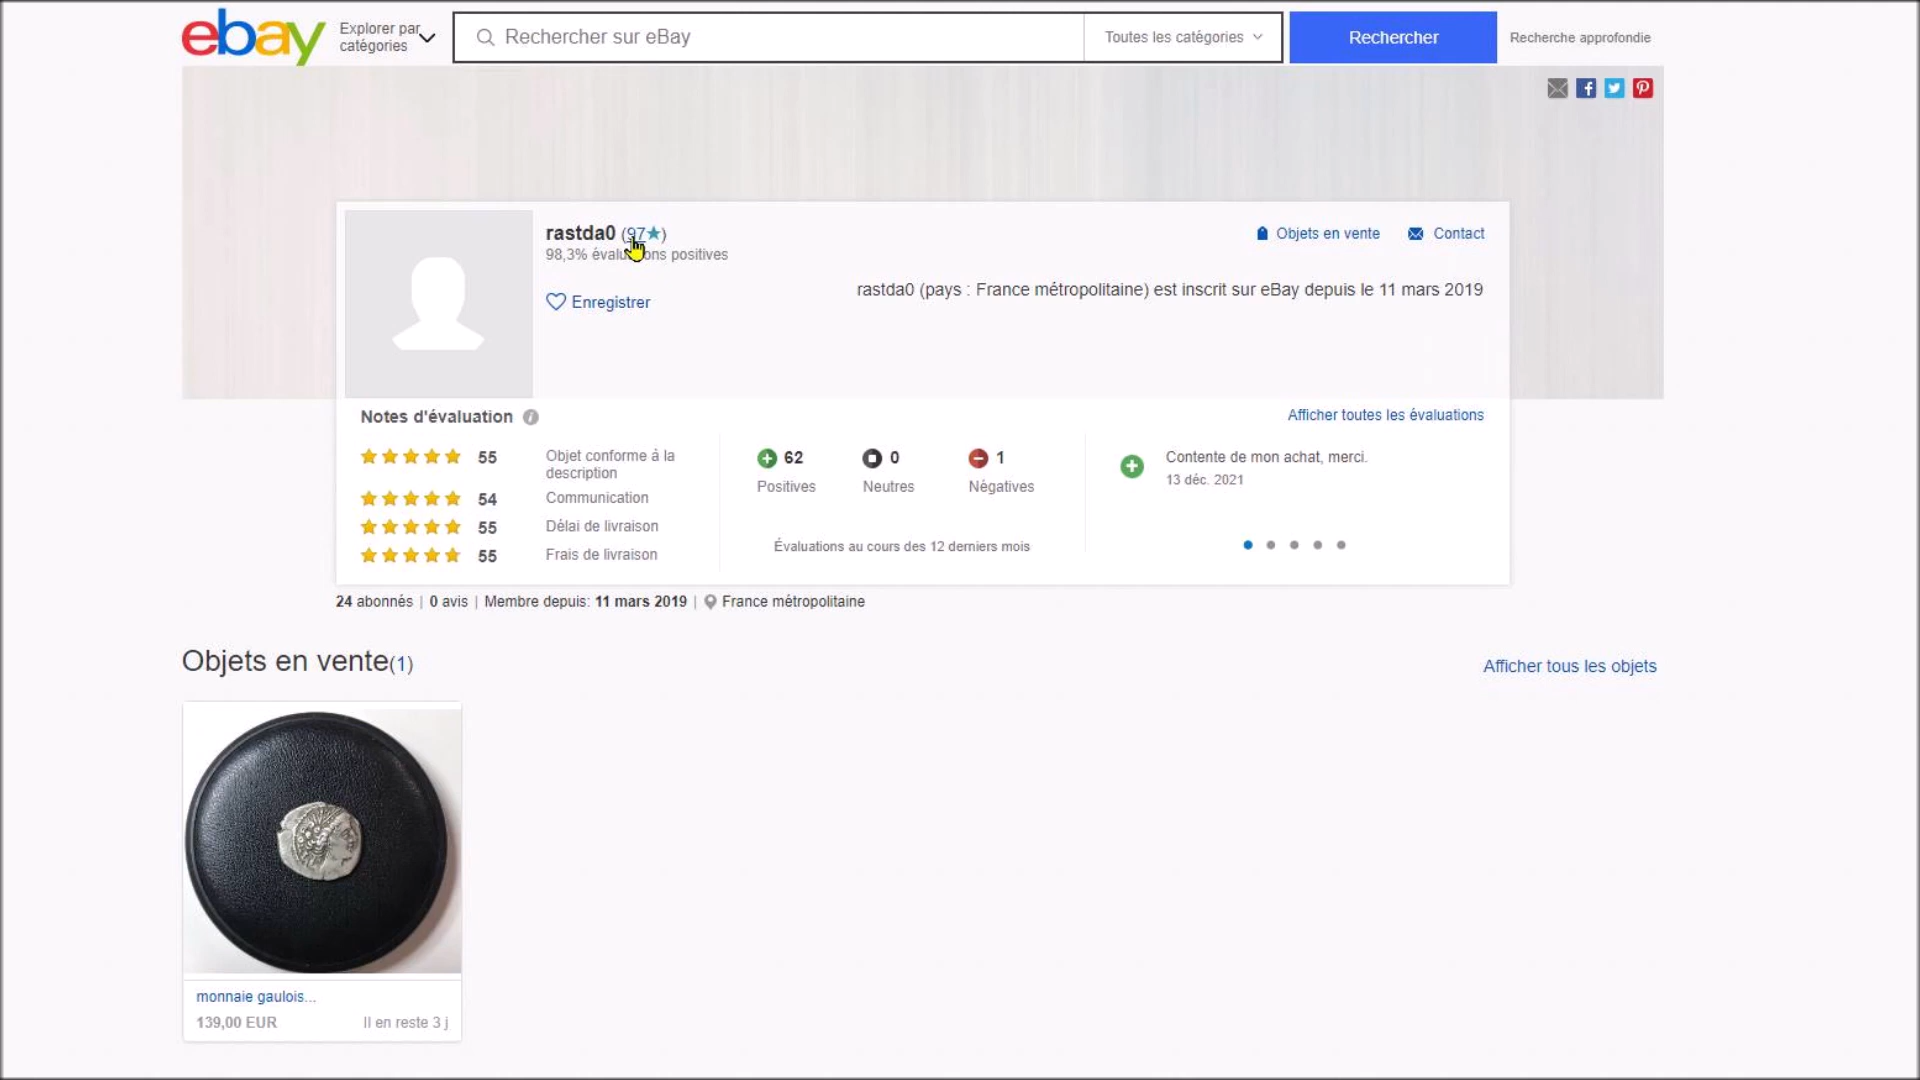 ebay
Explorer par
catégories
Rechercher sur eBay
Toutes les catégories
Rechercher
Recherche approfondie
rastda0 (97★)
98,3% évaluations positives
Enregistrer
Objets en vente
Contact
rastda0 (pays : France métropolitaine) est inscrit sur eBay depuis le 11 mars 2019
Notes d'évaluation
Afficher toutes les évaluations
55 Objet conforme à la
description
54 Communication
55 Délai de livraison
55 Frais de livraison
62 Positives
0 Neutres
1 Négatives
Évaluations au cours des 12 derniers mois
Contente de mon achat, merci.
13 déc. 2021
24 abonnés | 0 avis | Membre depuis: 11 mars 2019 | France métropolitaine
Objets en vente(1)
Afficher tous les objets
monnaie gaulois...
139,00 EUR
Il en reste 3 j